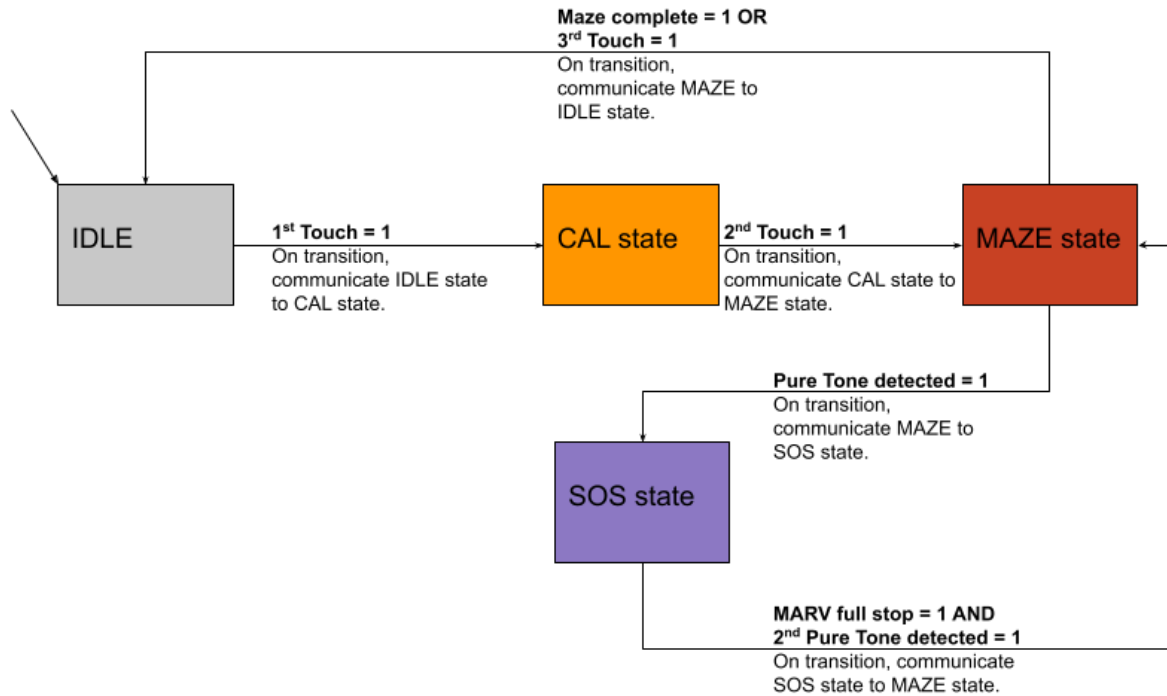 Maze complete = 1 OR
3rd Touch = 1
On transition,
communicate MAZE to
IDLE state.
IDLE
1st Touch = 1
On transition,
communicate IDLE state
to CAL state.
CAL state
2nd Touch = 1
On transition,
communicate CAL state to
MAZE state.
MAZE state
Pure Tone detected = 1
On transition,
communicate MAZE to
SOS state.
SOS state
MARV full stop = 1 AND
2nd Pure Tone detected = 1
On transition, communicate
SOS state to MAZE state.